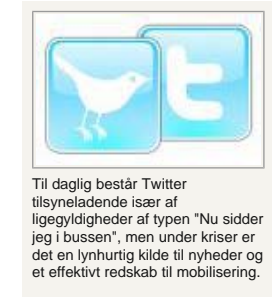 t
Til daglig består Twitter
tilsyneladende især af
ligegyldigheder af typen "Nu sidder
jeg i bussen", men under kriser er
det en lynhurtig kilde til nyheder og
et effektivt redskab til mobilisering.